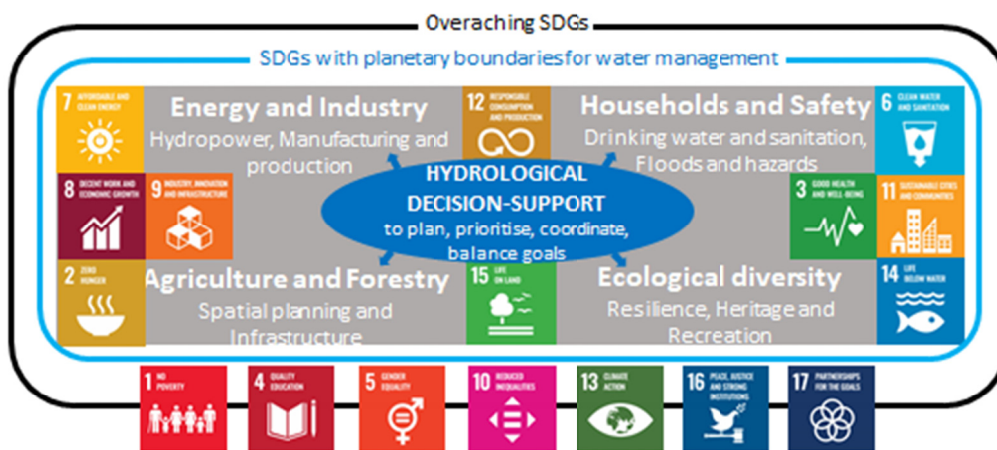 Overaching SDGs
SDGs with planetary boundaries for water management
7 AFFORDABLE AND
CLEAN ENERGY
Energy and Industry
Hydropower, Manufacturing and
production
12 RESPONSIBLE
CONSUMPTION
AND PRODUCTION
Households and Safety
Drinking water and sanitation,
Floods and hazards
6 CLEAN WATER
AND SANITATION
8 DECENT WORK AND
ECONOMIC GROWTH
9 INDUSTRY, INNOVATION
AND INFRASTRUCTURE
HYDROLOGICAL
DECISION-SUPPORT
to plan, prioritise, coordinate,
balance goals
3 GOOD HEALTH
AND WELL-BEING
11 SUSTAINABLE CITIES
AND COMMUNITIES
2 ZERO
HUNGER
Agriculture and Forestry
Spatial planning and
Infrastructure
15 LIFE
ON LAND
Ecological diversity
Resilience, Heritage and
Recreation
14 LIFE
BELOW WATER
1 NO
POVERTY
4 QUALITY
EDUCATION
5 GENDER
EQUALITY
10 REDUCED
INEQUALITIES
13 CLIMATE
ACTION
16 PEACE, JUSTICE
AND STRONG
INSTITUTIONS
17 PARTNERSHIPS
FOR THE GOALS